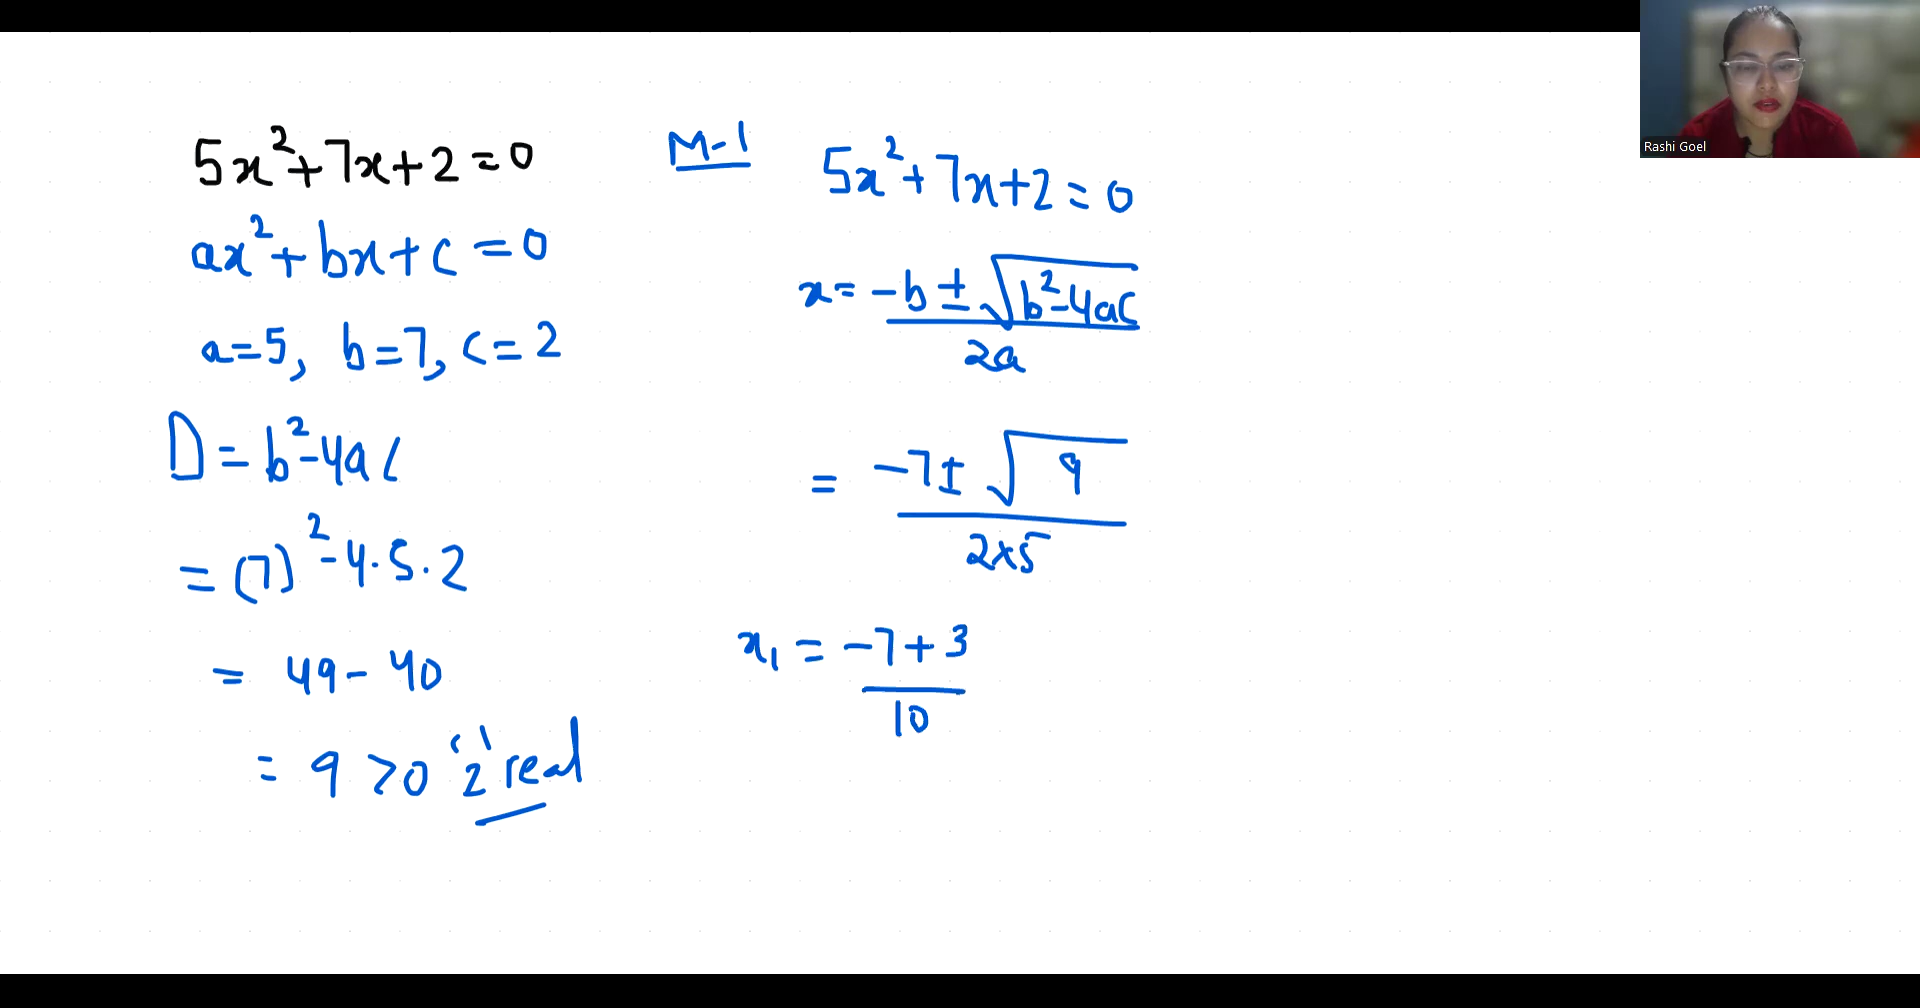 5x²+7x+2=0
ax²+bx+c=0
a=5, b=7, c=2
D=b²-4ac
=(7)²-4·5·2
=49-40
=9>0 2 real
M-1
5x²+7x+2=0
x=-b±√b²-4ac
2a
=-7±√9
2×5
x₁=-7+3
10
Rashi Goel